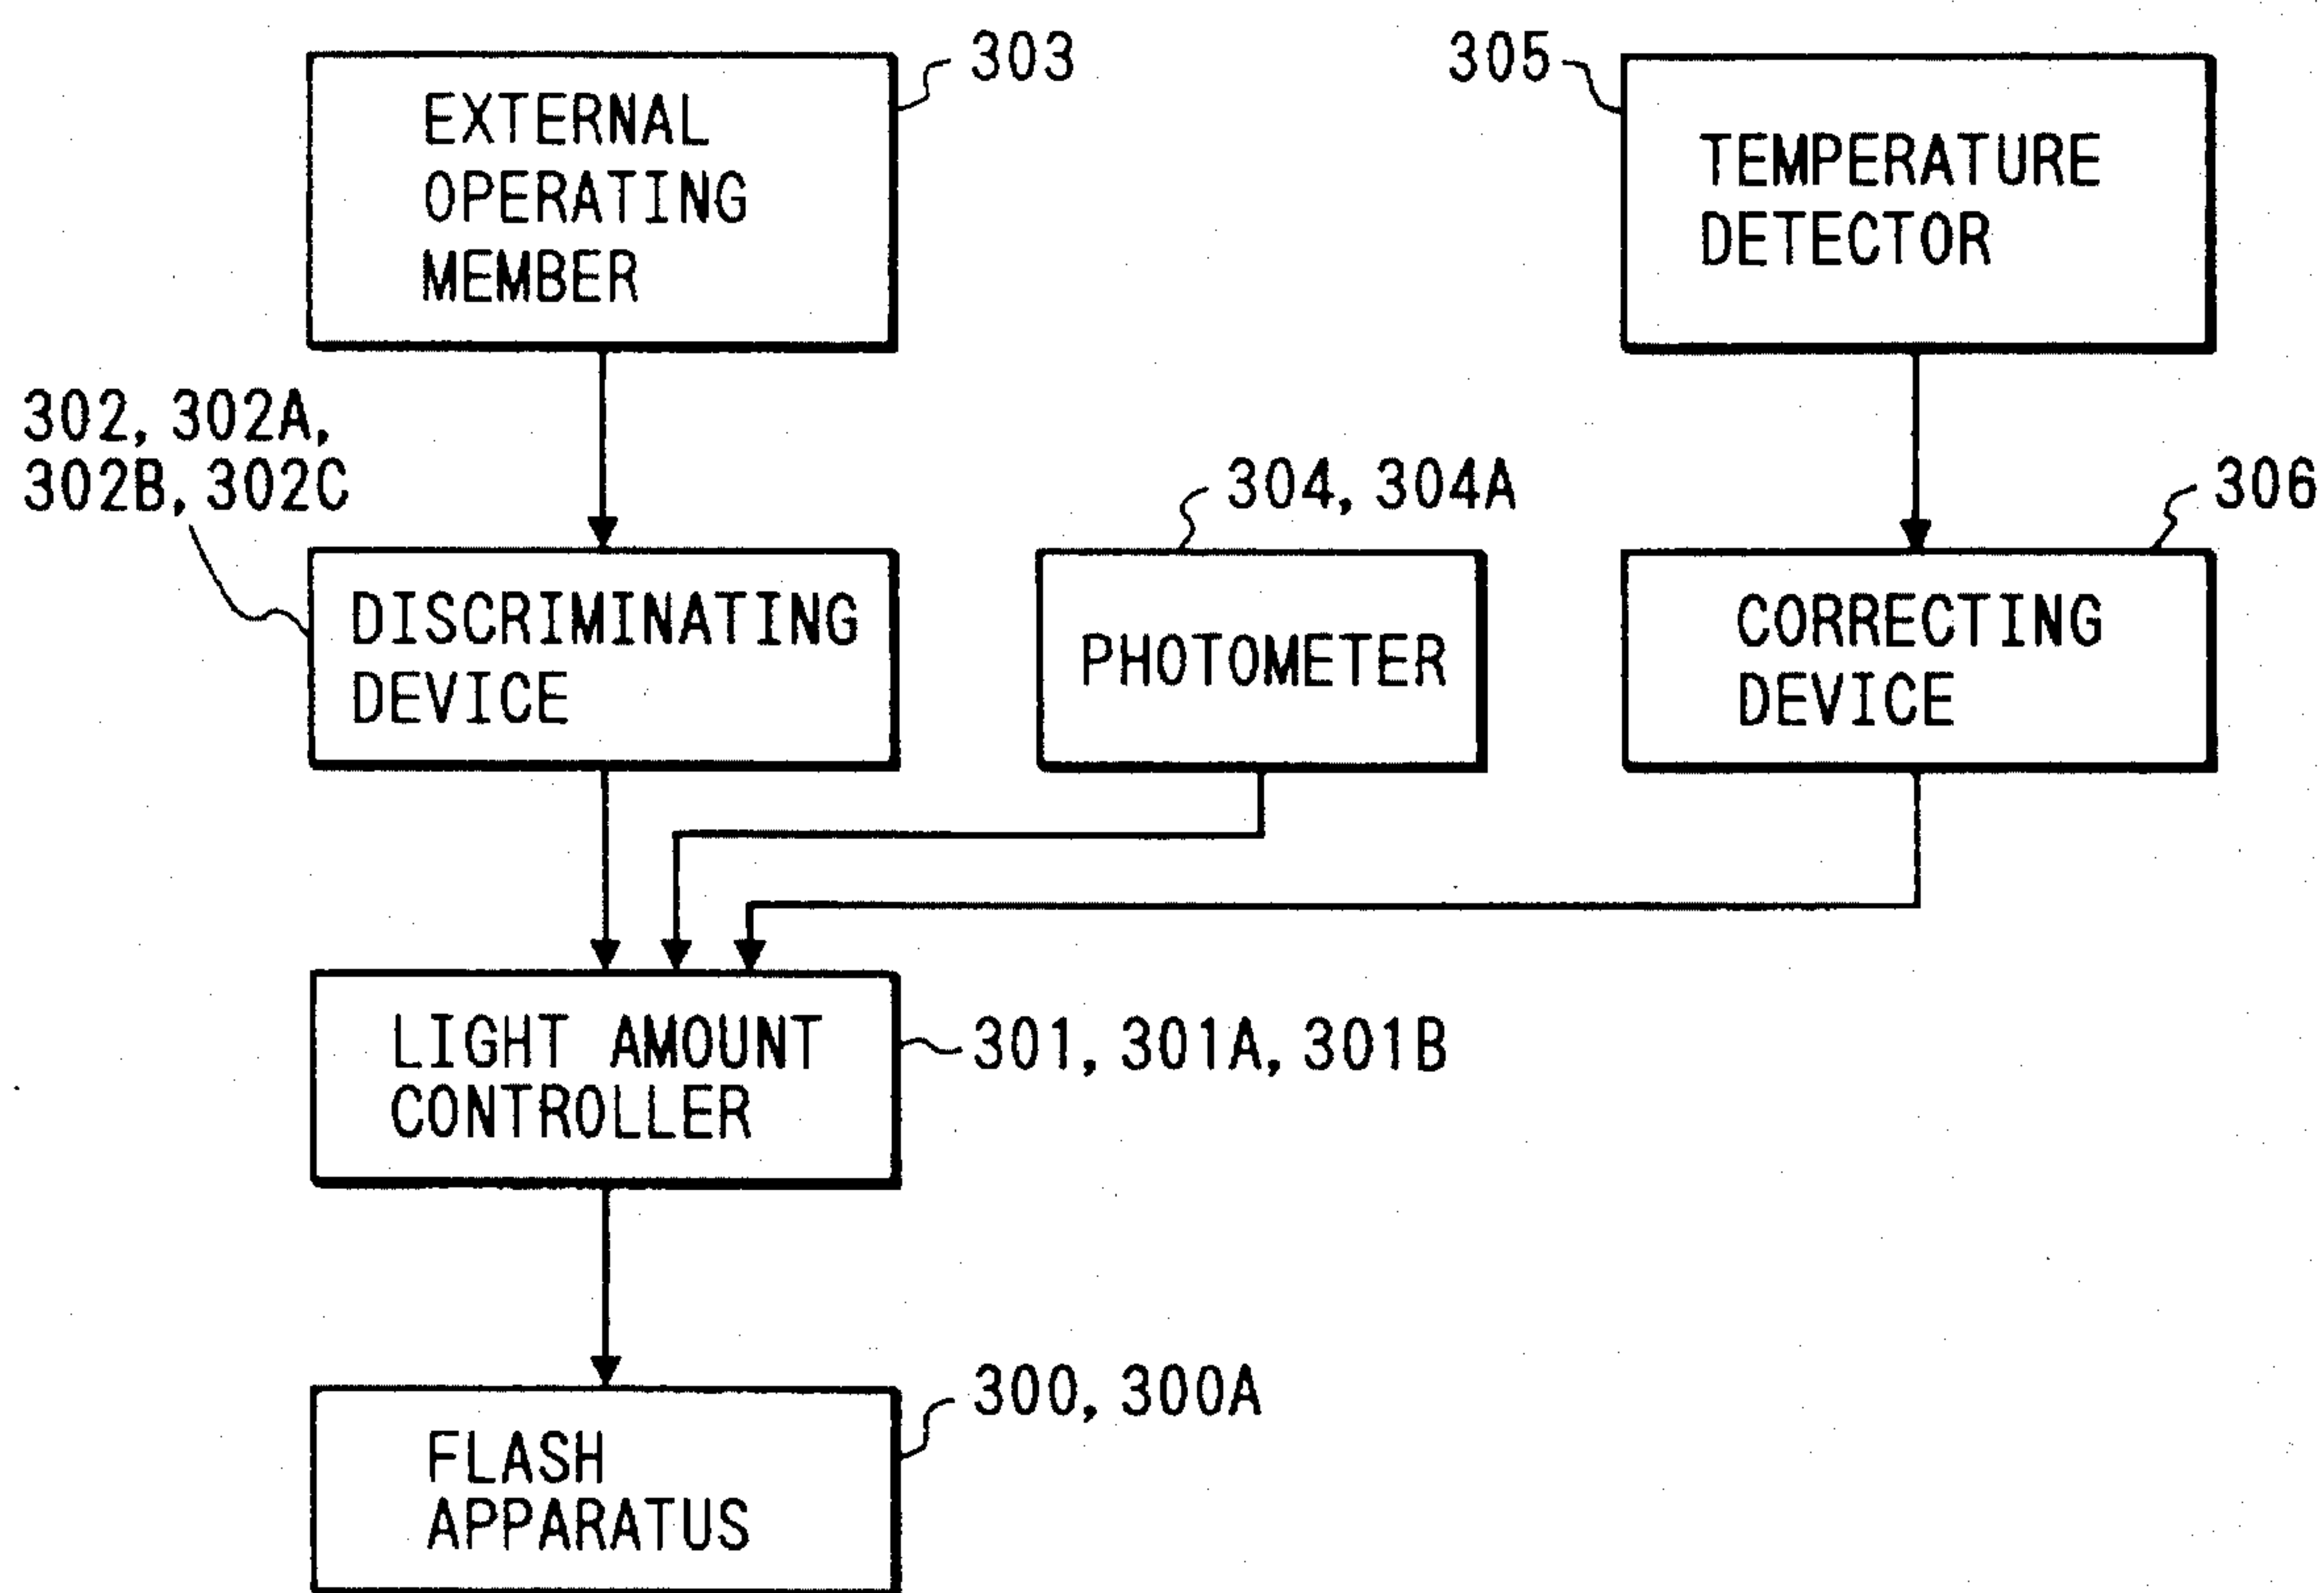 303
EXTERNAL
OPERATING
MEMBER
305
TEMPERATURE
DETECTOR
302, 302A,
302B, 302C
DISCRIMINATING
DEVICE
304, 304A
PHOTOMETER
306
CORRECTING
DEVICE
LIGHT AMOUNT
CONTROLLER
301, 301A, 301B
300, 300A
FLASH
APPARATUS